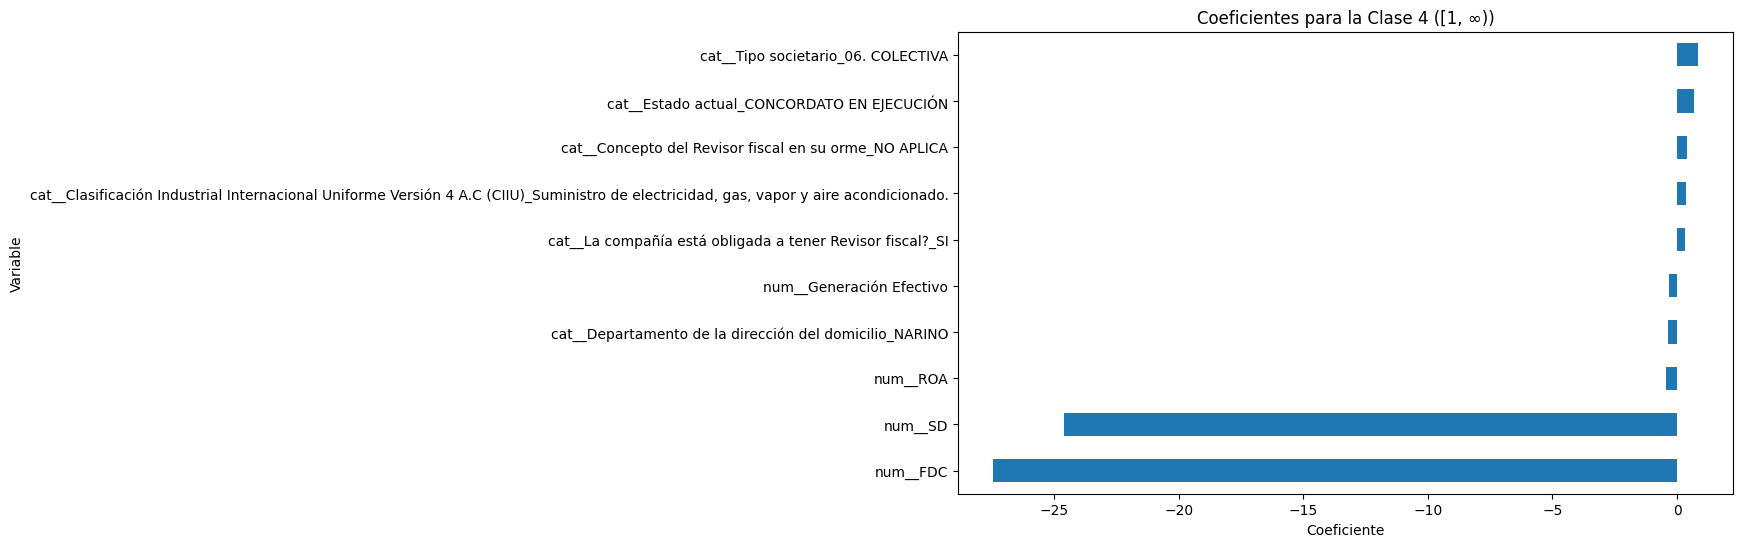 Coeficientes para la Clase 4 ([1, ∞))
cat__Tipo societario_06. COLECTIVA
cat__Estado actual_CONCORDATO EN EJECUCIÓN
cat__Concepto del Revisor fiscal en su orme_NO APLICA
cat__Clasificación Industrial Internacional Uniforme Versión 4 A.C (CIIU)_Suministro de electricidad, gas, vapor y aire acondicionado.
cat__La compañía está obligada a tener Revisor fiscal?_SI
num__Generación Efectivo
cat__Departamento de la dirección del domicilio_NARINO
num__ROA
num__SD
num__FDC
Variable
−25 −20 −15 −10 −5 0
Coeficiente